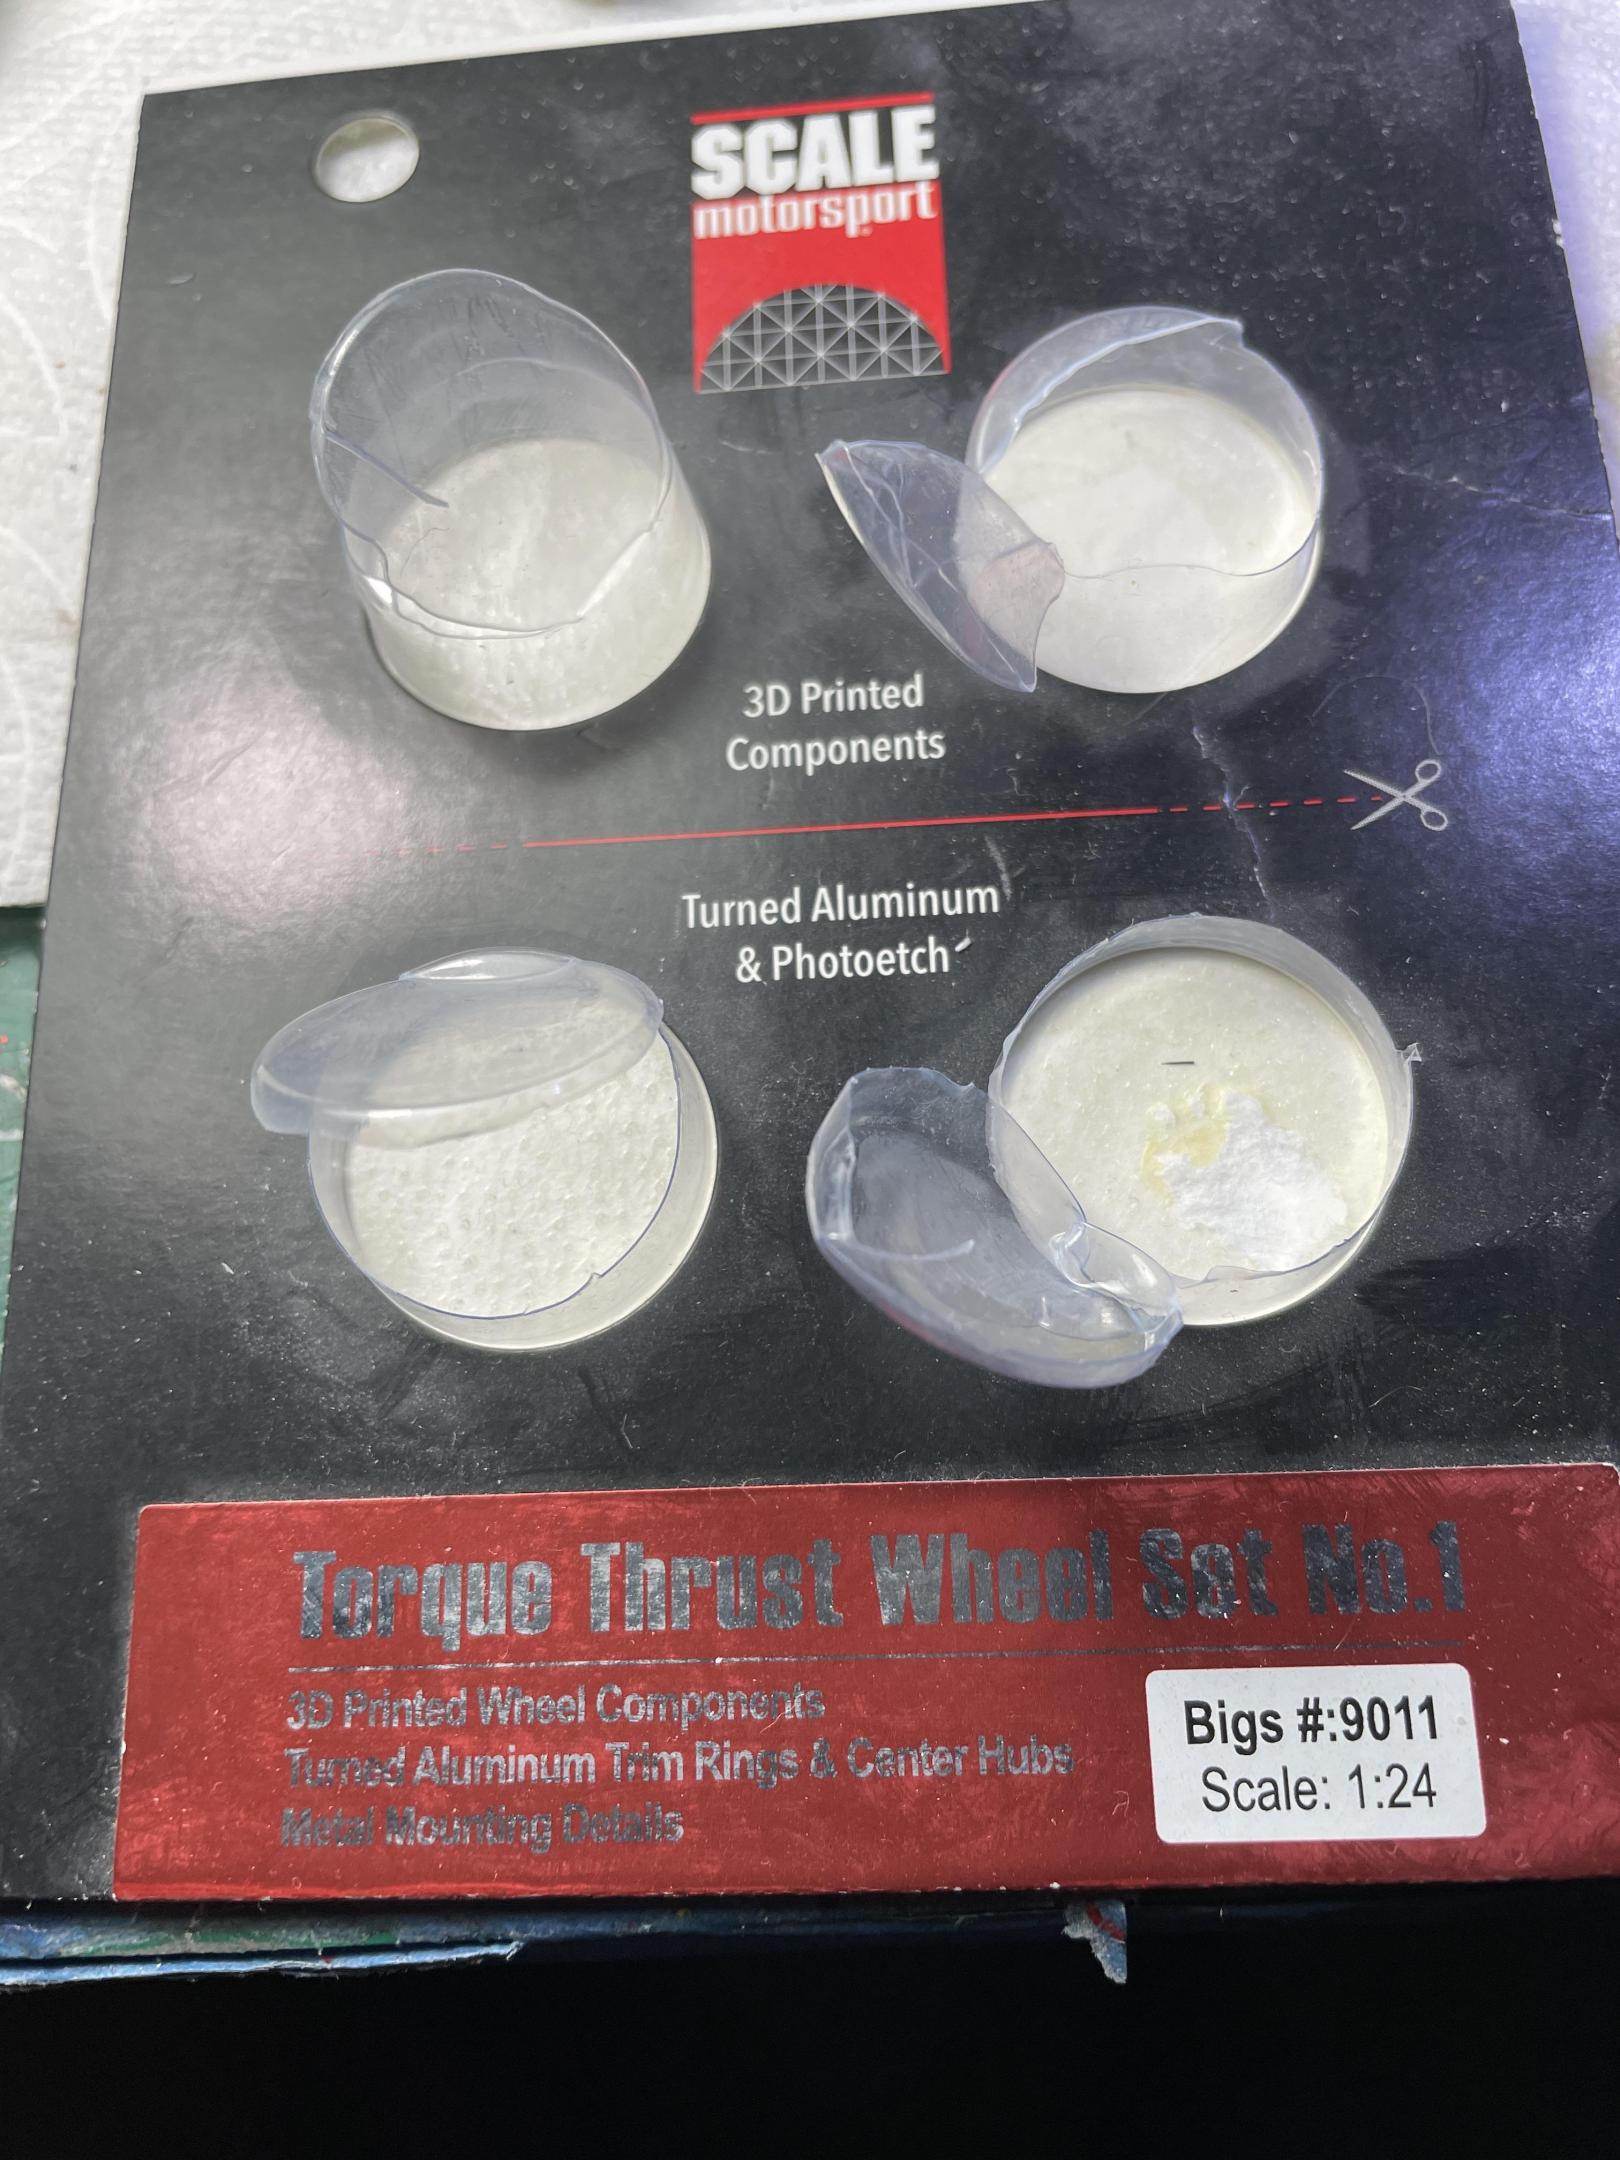 SCALE
motorsport
3D Printed
Components
Turned Aluminum
& Photoetch
Torque Thrust Wheel Set No.1
3D Printed Wheel Components
Turned Aluminum Trim Rings & Center Hubs
Metal Mounting Details
Bigs #:9011
Scale: 1:24